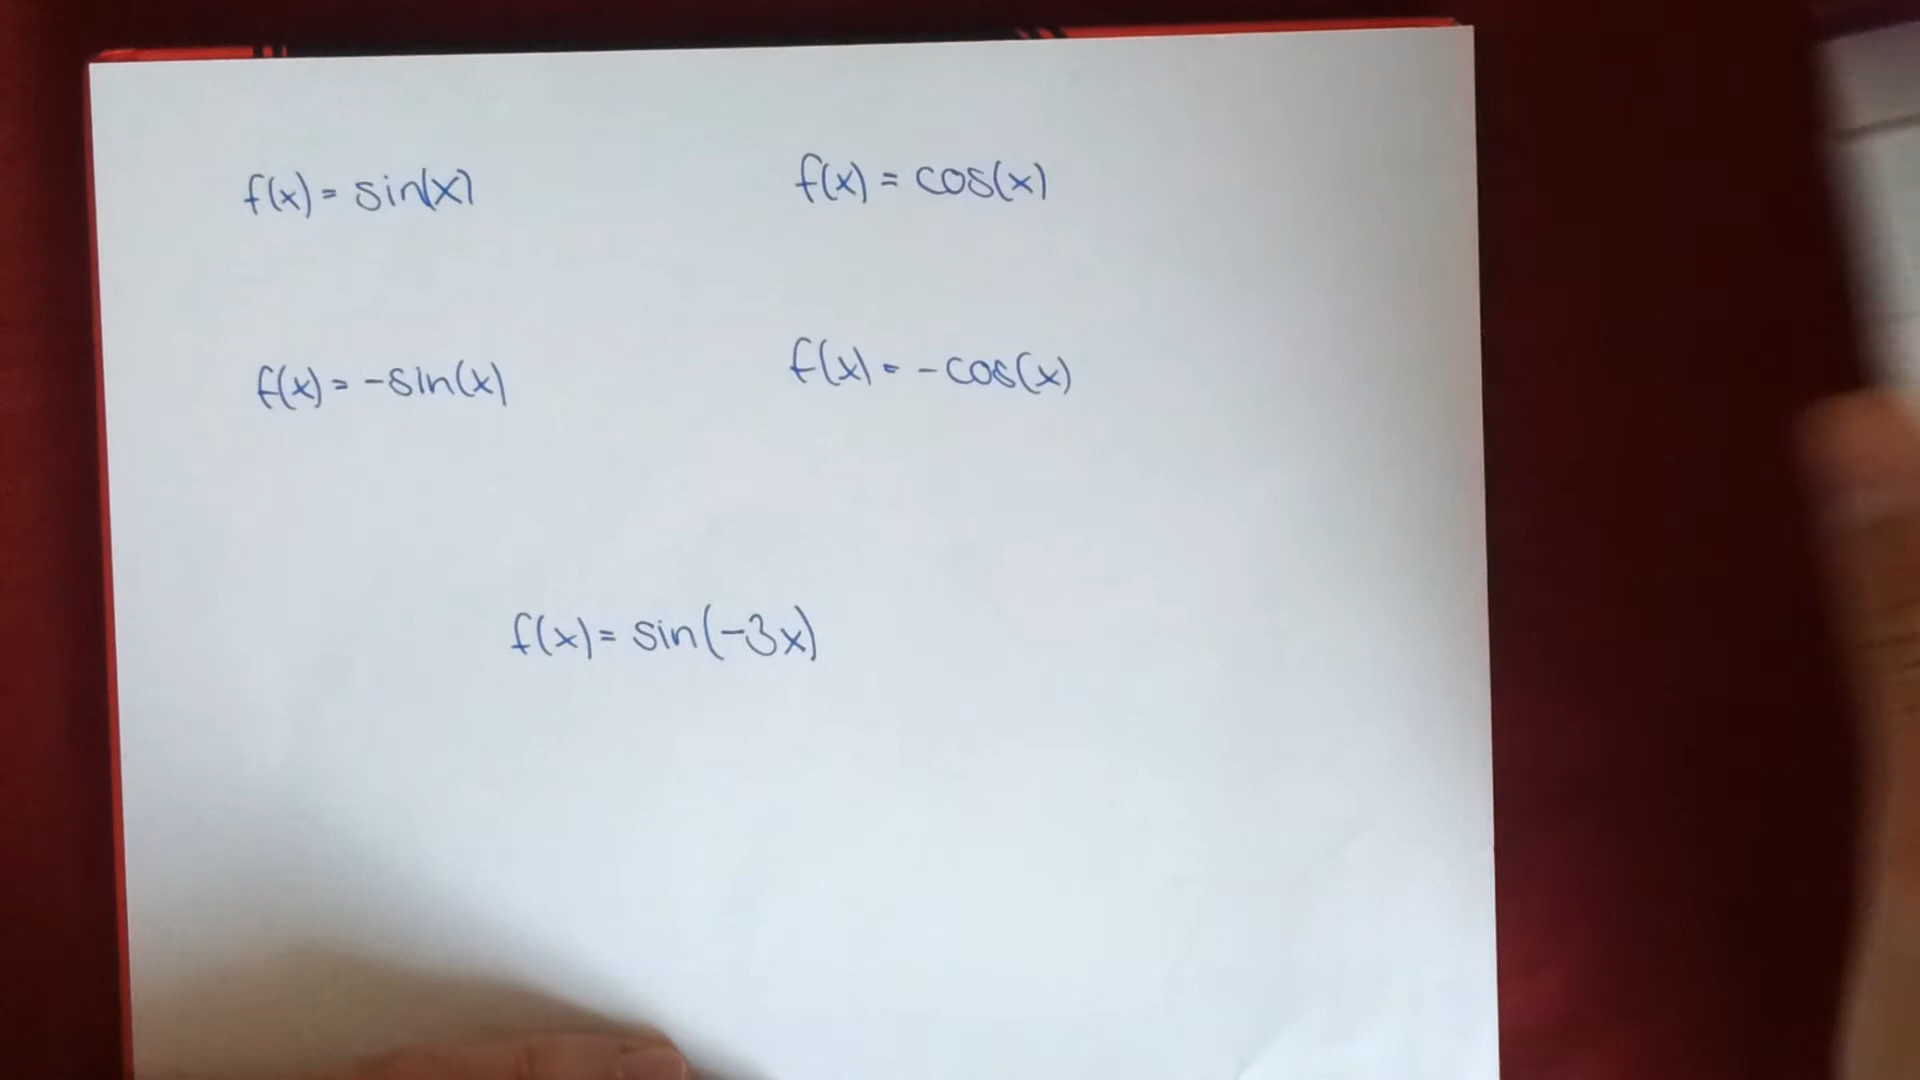 f(x) = sin(x)
f(x) = cos(x)
f(x) = -sin(x)
f(x) = -cos(x)
f(x) = sin(-3x)